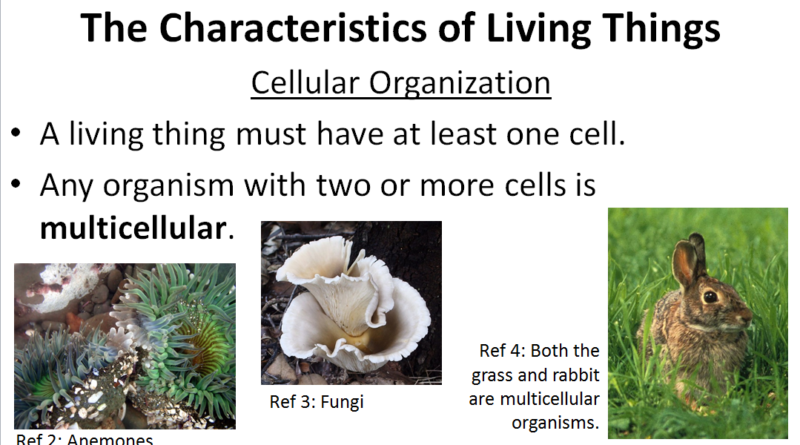 The Characteristics of Living Things
Cellular Organization
• A living thing must have at least one cell.
• Any organism with two or more cells is
multicellular.
Ref 2: Anemones
Ref 3: Fungi
Ref 4: Both the
grass and rabbit
are multicellular
organisms.